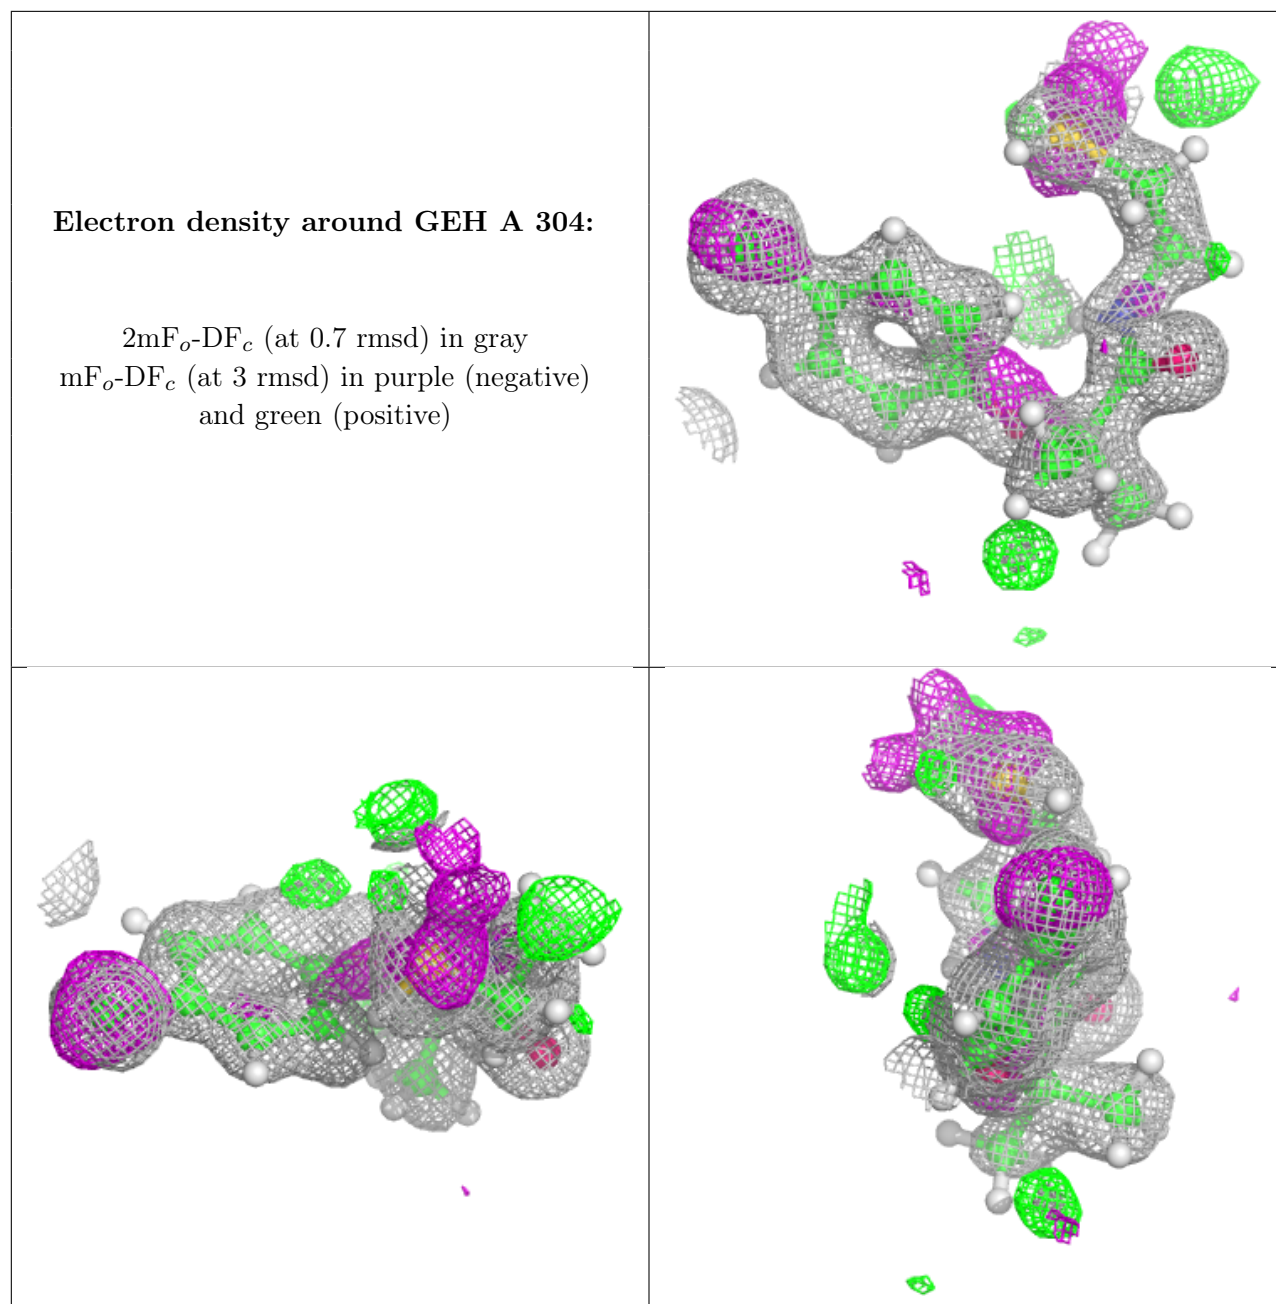 Electron density around GEH A 304:
2mFo-DFc (at 0.7 rmsd) in gray
mFo-DFc (at 3 rmsd) in purple (negative)
and green (positive)